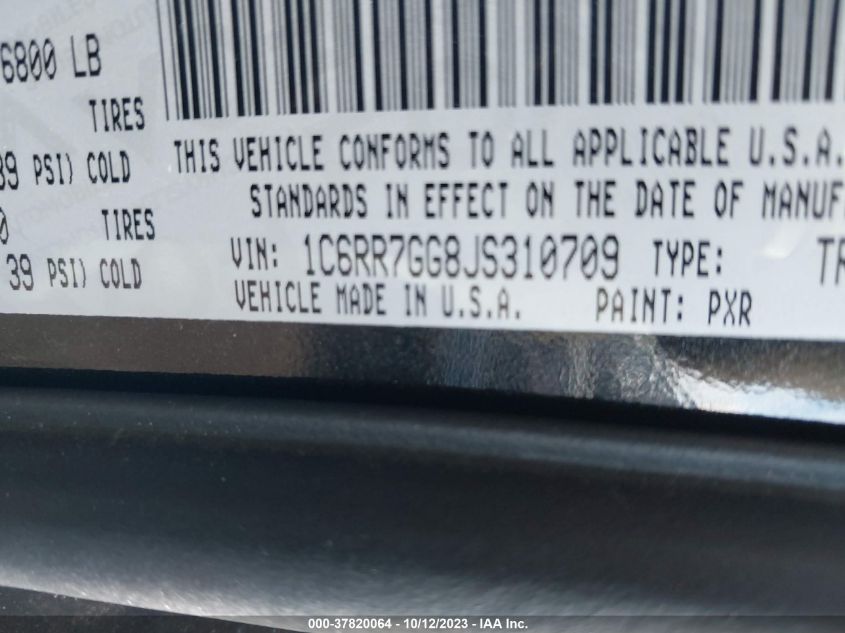 6800 LB
TIRES
39 PSI) COLD
0 TIRES
39 PSI) COLD
THIS VEHICLE CONFORMS TO ALL APPLICABLE U.S.A.
STANDARDS IN EFFECT ON THE DATE OF MANUF
VIN: 1C6RR7GG8JS310709 TYPE: TR
VEHICLE MADE IN U.S.A. PAINT: PXR
000-37820064 - 10/12/2023 - IAA Inc.